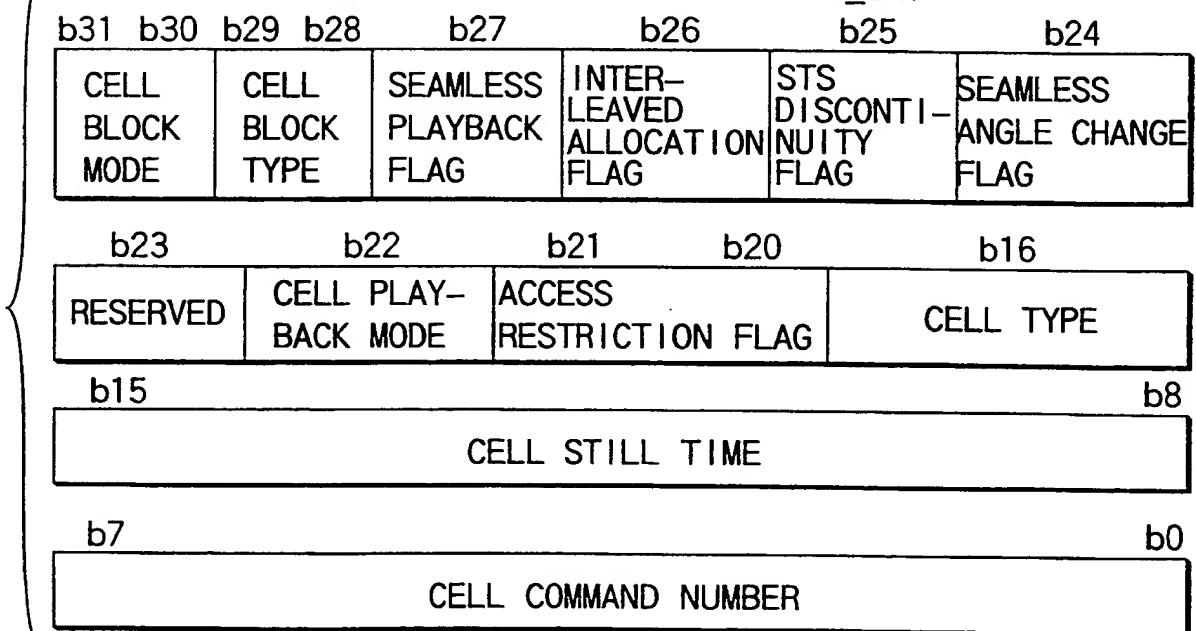 b31 b30 b29 b28 b27 b26 b25 b24
CELL BLOCK MODE
CELL BLOCK TYPE
SEAMLESS PLAYBACK FLAG
INTER–LEAVED ALLOCATION FLAG
STS DISCONTI–NUITY FLAG
SEAMLESS ANGLE CHANGE FLAG
b23 b22 b21 b20 b16
RESERVED
CELL PLAY–BACK MODE
ACCESS RESTRICTION FLAG
CELL TYPE
b15 b8
CELL STILL TIME
b7 b0
CELL COMMAND NUMBER